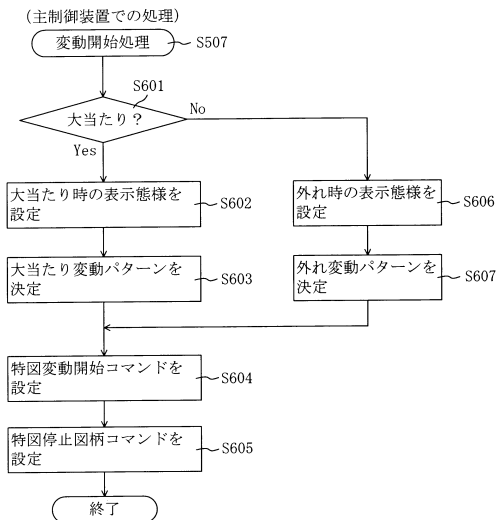 (主制御装置での処理)
変動開始処理
S507
S601
大当たり?
No
Yes
大当たり時の表示態様を
設定
S602
外れ時の表示態様を
設定
S606
大当たり変動パターンを
決定
S603
外れ変動パターンを
決定
S607
特図変動開始コマンドを
設定
S604
特図停止図柄コマンドを
設定
S605
終了